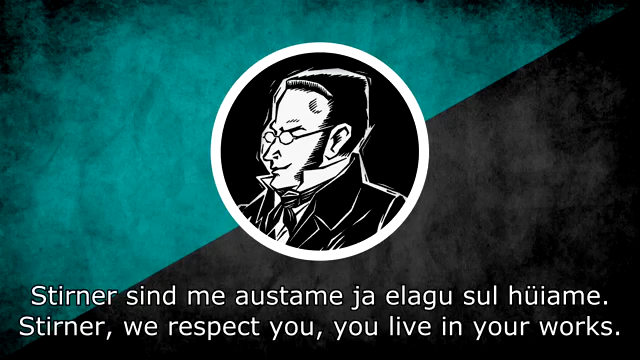 Stirner sind me austame ja elagu sul hüiame.
Stirner, we respect you, you live in your works.